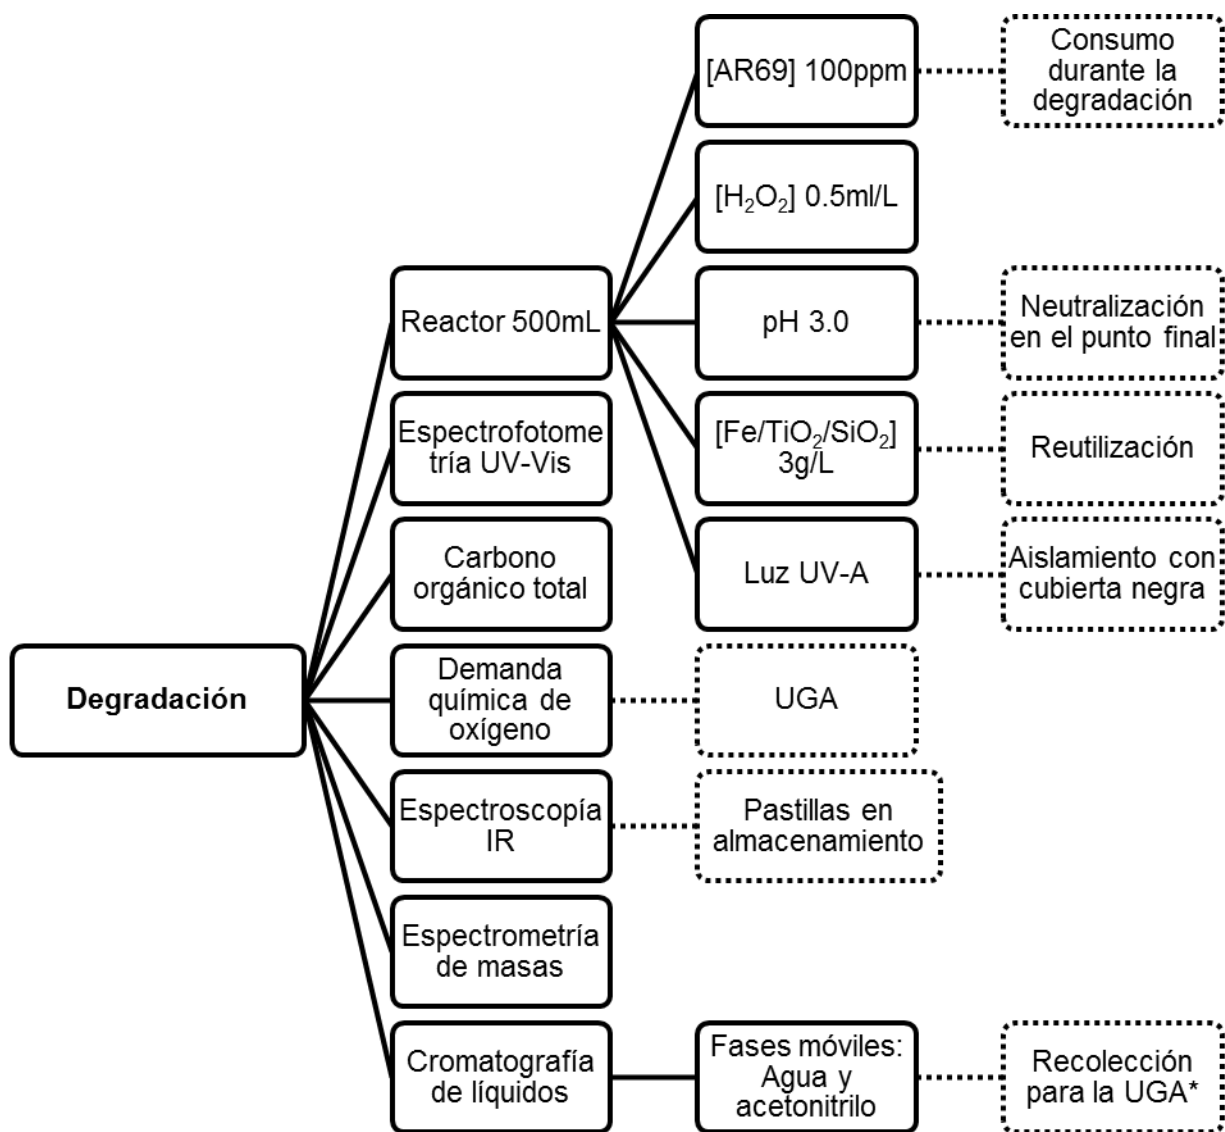 [AR69] 100ppm
Consumo
durante la
degradación
[H₂O₂] 0.5ml/L
Reactor 500mL
pH 3.0
Neutralización
en el punto final
Espectrofotome
tría UV-Vis
[Fe/TiO₂/SiO₂]
3g/L
Reutilización
Carbono
orgánico total
Luz UV-A
Aislamiento con
cubierta negra
Degradación
Demanda
química de
oxígeno
UGA
Espectroscopía
IR
Pastillas en
almacenamiento
Espectrometría
de masas
Cromatografía
de líquidos
Fases móviles:
Agua y
acetonitrilo
Recolección
para la UGA*